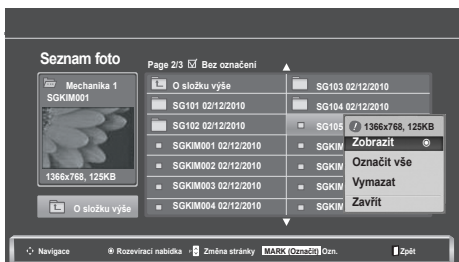 Seznam foto
Page 2/3 ☑ Bez označení
Mechanika 1
SGKIM001
1366x768, 125KB
O složku výše
O složku výše
SG101 02/12/2010
SG102 02/12/2010
SGKIM001 02/12/2010
SGKIM002 02/12/2010
SGKIM003 02/12/2010
SGKIM004 02/12/2010
SG103 02/12/2010
SG104 02/12/2010
SG105
SGKIM
SGKIM
SGKIM
SGKIM
1366x768, 125KB
Zobrazit
Označit vše
Vymazat
Zavřít
Navigace
Rozevírací nabídka
Změna stránky
MARK (Označit) Ozn.
Zpět